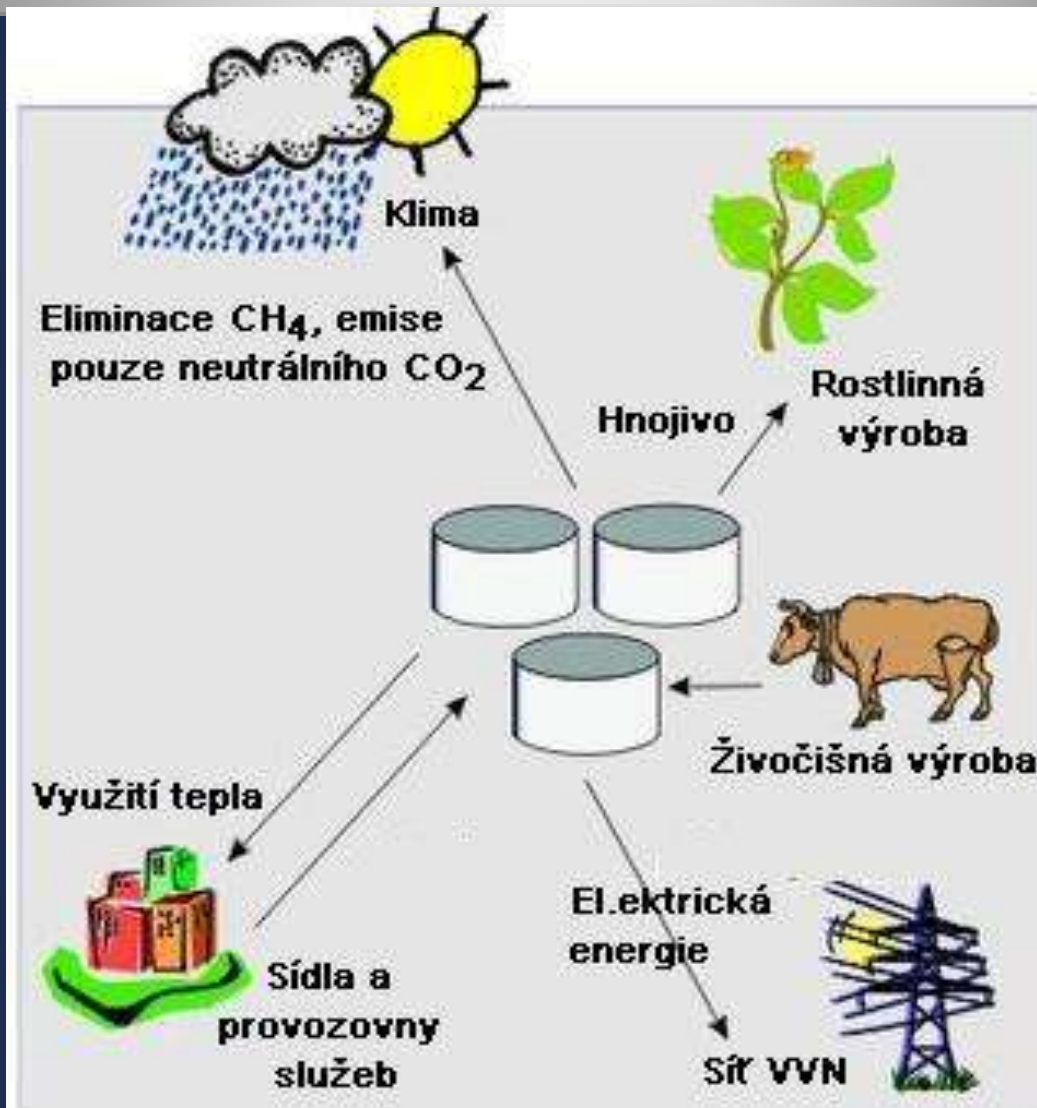 Klima
Eliminace CH₄, emise
pouze neutrálního CO₂
Hnojivo
Rostlinná
výroba
Živočišná výroba
Využití tepla
Sídla a
provozovny
služeb
El.ektrická
energie
Síť VVN